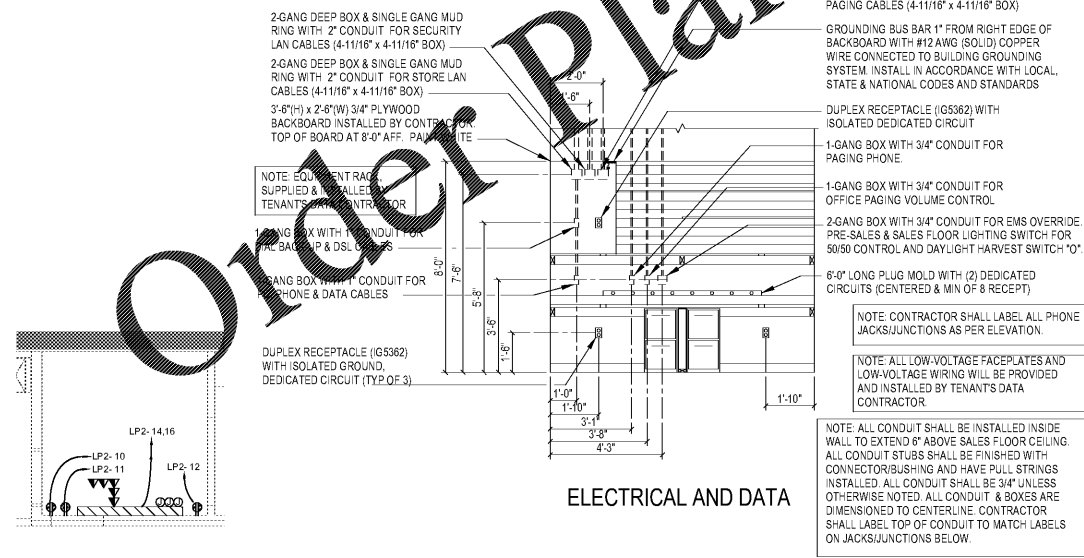 2-GANG DEEP BOX & SINGLE GANG MUD
RING WITH 2" CONDUIT FOR SECURITY
LAN CABLES (4-11/16" x 4-11/16" BOX)
2-GANG DEEP BOX & SINGLE GANG MUD
RING WITH 2" CONDUIT FOR STORE LAN
CABLES (4-11/16" x 4-11/16" BOX)
3'-6"(H) x 2'-6"(W) 3/4" PLYWOOD
BACKBOARD INSTALLED BY CONTRACTOR.
TOP OF BOARD AT 8'-0" AFF. PAINT WHITE
NOTE: EQUIPMENT RACK,
SUPPLIED & INSTALLED BY
TENANT'S DATA CONTRACTOR
BOX WITH 1" CONDUIT FOR
BACK-UP & DSL
BOX WITH 1" CONDUIT FOR
PHONE & DATA CABLES
DUPLEX RECEPTACLE (IG5362)
WITH ISOLATED GROUND,
DEDICATED CIRCUIT (TYP OF 3)
Order Pla
2'-0"
1'-6"
8'-0"
7'-6"
5'-8"
3'-6"
1'-6"
1'-0"
1'-10"
3'-1"
3'-8"
4'-3"
1'-10"
ELECTRICAL AND DATA
PAGING CABLES (4-11/16" x 4-11/16" BOX)
GROUNDING BUS BAR 1" FROM RIGHT EDGE OF
BACKBOARD WITH #12 AWG (SOLID) COPPER
WIRE CONNECTED TO BUILDING GROUNDING
SYSTEM. INSTALL IN ACCORDANCE WITH LOCAL,
STATE & NATIONAL CODES AND STANDARDS
DUPLEX RECEPTACLE (IG5362) WITH
ISOLATED DEDICATED CIRCUIT
1-GANG BOX WITH 3/4" CONDUIT FOR
PAGING PHONE.
1-GANG BOX WITH 3/4" CONDUIT FOR
OFFICE PAGING VOLUME CONTROL
2-GANG BOX WITH 3/4" CONDUIT FOR EMS OVERRIDE.
PRE-SALES & SALES FLOOR LIGHTING SWITCH FOR
50/50 CONTROL AND DAYLIGHT HARVEST SWITCH "O".
6'-0" LONG PLUG MOLD WITH (2) DEDICATED
CIRCUITS (CENTERED & MIN OF 8 RECEPT)
NOTE: CONTRACTOR SHALL LABEL ALL PHONE
JACKS/JUNCTIONS AS PER ELEVATION.
NOTE: ALL LOW-VOLTAGE FACEPLATES AND
LOW-VOLTAGE WIRING WILL BE PROVIDED
AND INSTALLED BY TENANT'S DATA
CONTRACTOR.
NOTE: ALL CONDUIT SHALL BE INSTALLED INSIDE
WALL TO EXTEND 6" ABOVE SALES FLOOR CEILING.
ALL CONDUIT STUBS SHALL BE FINISHED WITH
CONNECTOR/BUSHING AND HAVE PULL STRINGS
INSTALLED. ALL CONDUIT SHALL BE 3/4" UNLESS
OTHERWISE NOTED. ALL CONDUIT & BOXES ARE
DIMENSIONED TO CENTERLINE. CONTRACTOR
SHALL LABEL TOP OF CONDUIT TO MATCH LABELS
ON JACKS/JUNCTIONS BELOW.
LP2- 14,16
LP2- 10
LP2- 11
LP2- 12